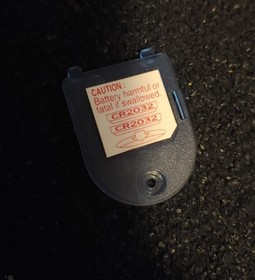 CAUTION
Battery harmful or
fatal if swallowed.
CR2032
CR2032